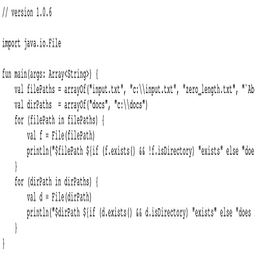 // version 1.0.6
import java.io.File
fun main(args: Array<String>) {
val filePaths = arrayOf("input.txt", "c:\\input.txt", "zero_length.txt", "`Ab
val dirPaths = arrayOf("docs", "c:\\docs")
for (filePath in filePaths) {
val f = File(filePath)
println("$filePath ${if (f.exists() && !f.isDirectory) "exists" else "doe
}
for (dirPath in dirPaths) {
val d = File(dirPath)
println("$dirPath ${if (d.exists() && d.isDirectory) "exists" else "does
}
}